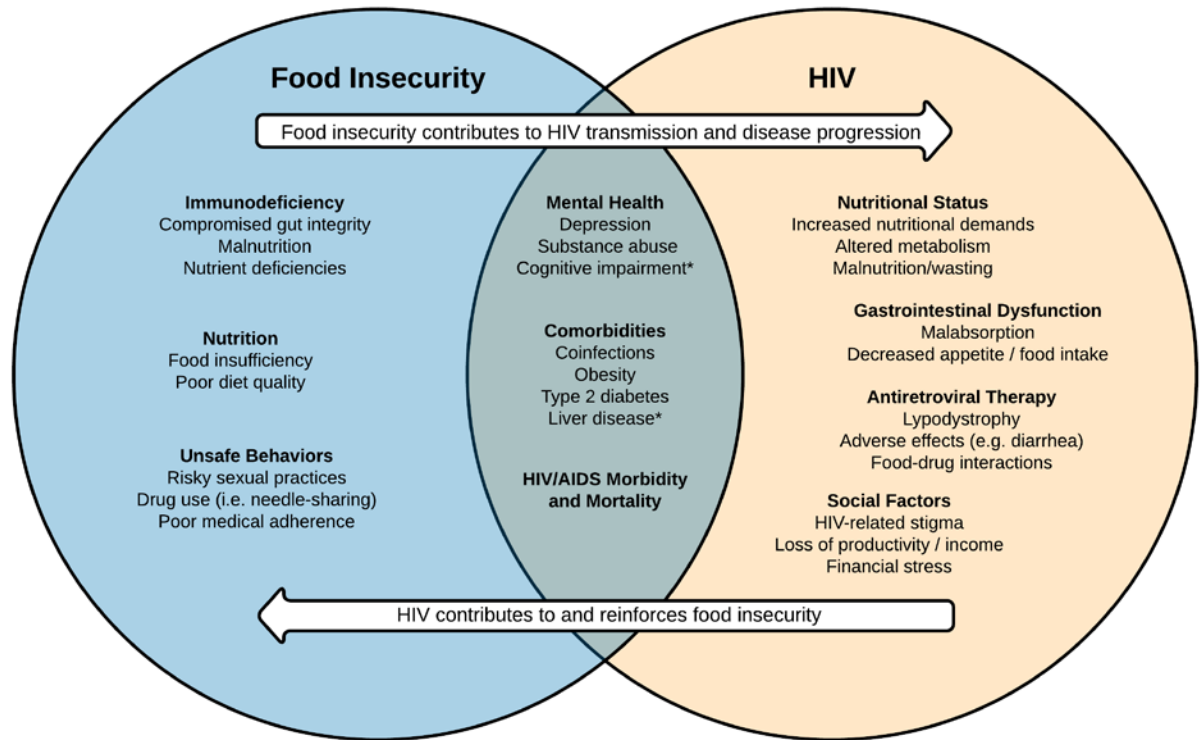 Food Insecurity
HIV
Food insecurity contributes to HIV transmission and disease progression
Immunodeficiency
Compromised gut integrity
Malnutrition
Nutrient deficiencies
Nutrition
Food insufficiency
Poor diet quality
Unsafe Behaviors
Risky sexual practices
Drug use (i.e. needle-sharing)
Poor medical adherence
Mental Health
Depression
Substance abuse
Cognitive impairment*
Comorbidities
Coinfections
Obesity
Type 2 diabetes
Liver disease*
HIV/AIDS Morbidity
and Mortality
Nutritional Status
Increased nutritional demands
Altered metabolism
Malnutrition/wasting
Gastrointestinal Dysfunction
Malabsorption
Decreased appetite / food intake
Antiretroviral Therapy
Lypodystrophy
Adverse effects (e.g. diarrhea)
Food-drug interactions
Social Factors
HIV-related stigma
Loss of productivity / income
Financial stress
HIV contributes to and reinforces food insecurity